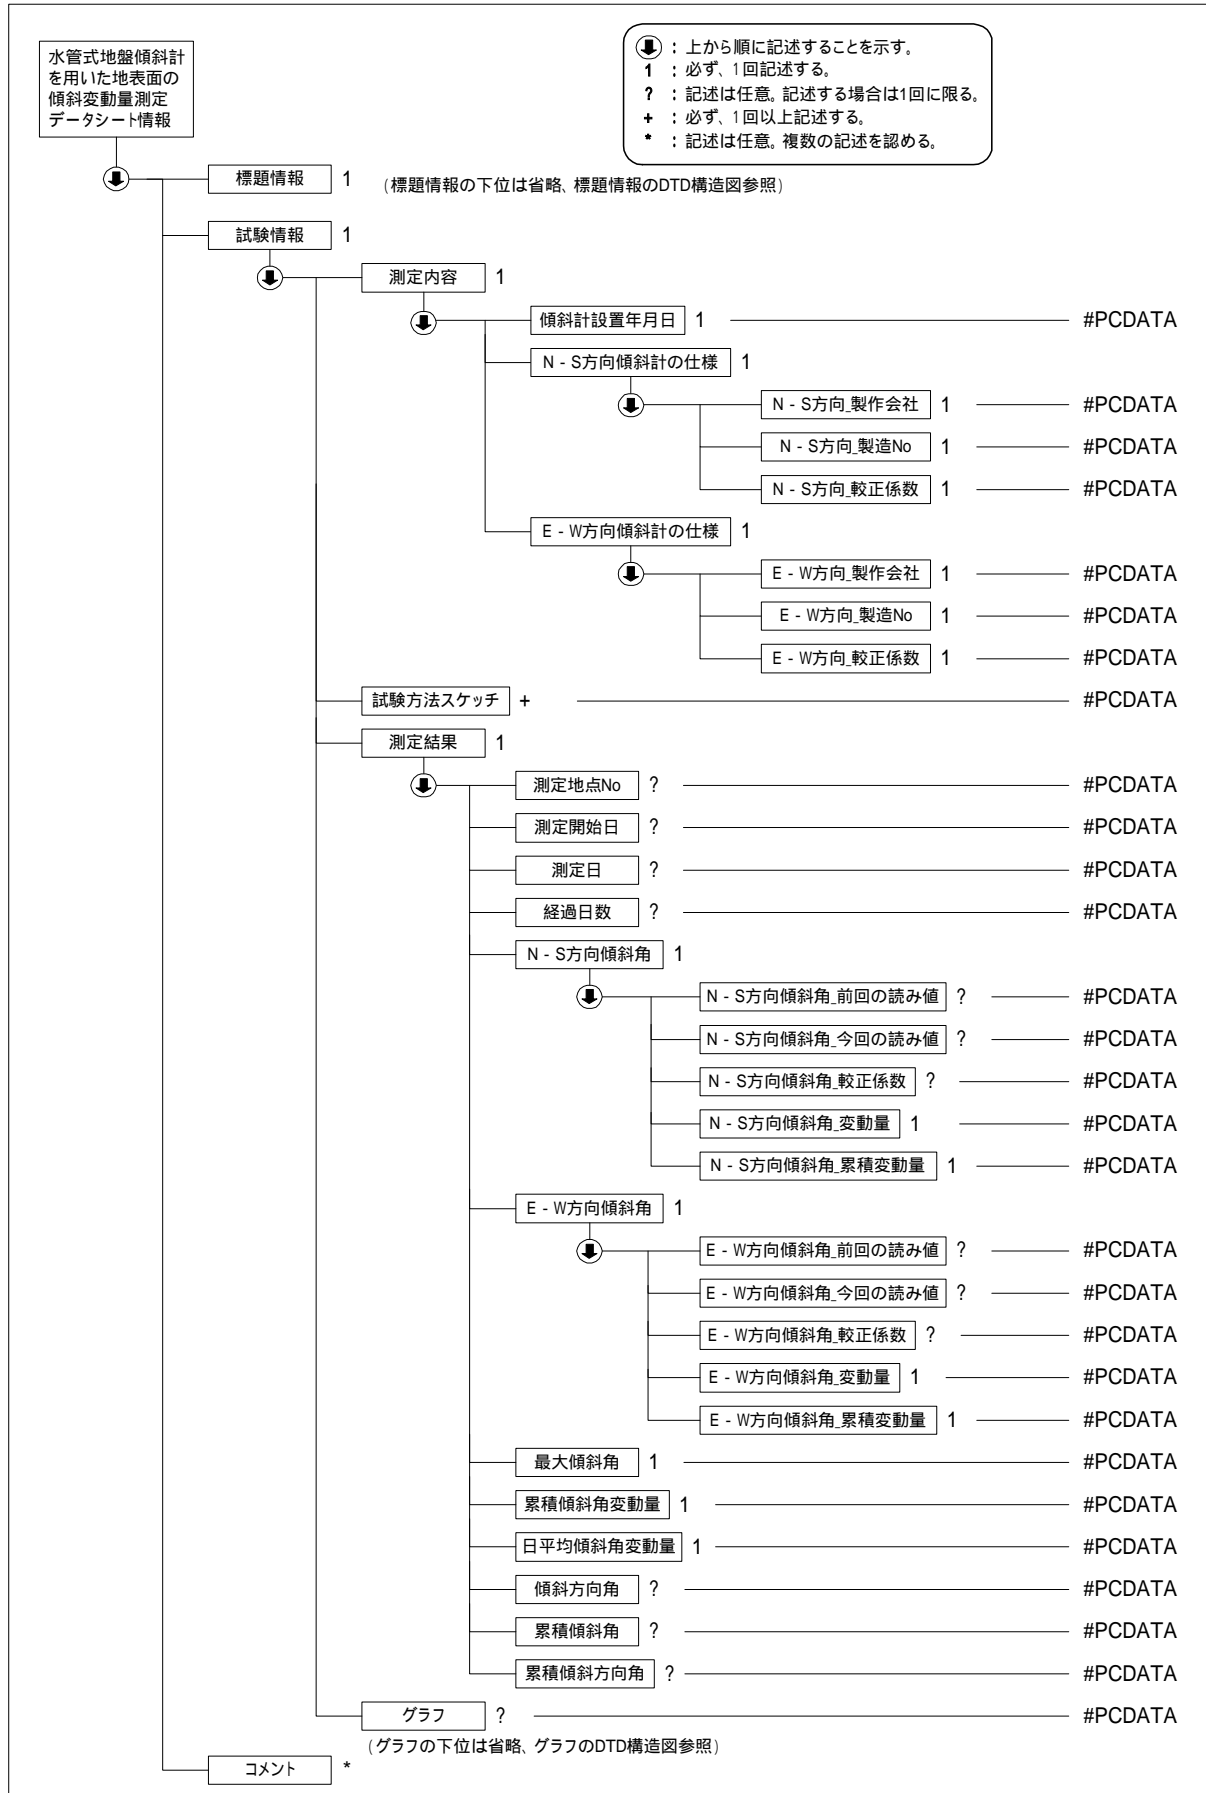 水管式地盤傾斜計
を用いた地表面の
傾斜変動量測定
データシート情報
：上から順に記述することを示す。
1 ：必ず、1回記述する。
? ：記述は任意。記述する場合は1回に限る。
+ ：必ず、1回以上記述する。
* ：記述は任意。複数の記述を認める。
標題情報 1 (標題情報の下位は省略、標題情報のDTD構造図参照)
試験情報 1
測定内容 1
傾斜計設置年月日 1 #PCDATA
N - S方向傾斜計の仕様 1
N - S方向_製作会社 1 #PCDATA
N - S方向_製造No 1 #PCDATA
N - S方向_較正係数 1 #PCDATA
E - W方向傾斜計の仕様 1
E - W方向_製作会社 1 #PCDATA
E - W方向_製造No 1 #PCDATA
E - W方向_較正係数 1 #PCDATA
試験方法スケッチ + #PCDATA
測定結果 1
測定地点No ? #PCDATA
測定開始日 ? #PCDATA
測定日 ? #PCDATA
経過日数 ? #PCDATA
N - S方向傾斜角 1
N - S方向傾斜角_前回の読み値 ? #PCDATA
N - S方向傾斜角_今回の読み値 ? #PCDATA
N - S方向傾斜角_較正係数 ? #PCDATA
N - S方向傾斜角_変動量 1 #PCDATA
N - S方向傾斜角_累積変動量 1 #PCDATA
E - W方向傾斜角 1
E - W方向傾斜角_前回の読み値 ? #PCDATA
E - W方向傾斜角_今回の読み値 ? #PCDATA
E - W方向傾斜角_較正係数 ? #PCDATA
E - W方向傾斜角_変動量 1 #PCDATA
E - W方向傾斜角_累積変動量 1 #PCDATA
最大傾斜角 1 #PCDATA
累積傾斜角変動量 1 #PCDATA
日平均傾斜角変動量 1 #PCDATA
傾斜方向角 ? #PCDATA
累積傾斜角 ? #PCDATA
累積傾斜方向角 ? #PCDATA
グラフ ? #PCDATA
(グラフの下位は省略、グラフのDTD構造図参照)
コメント *